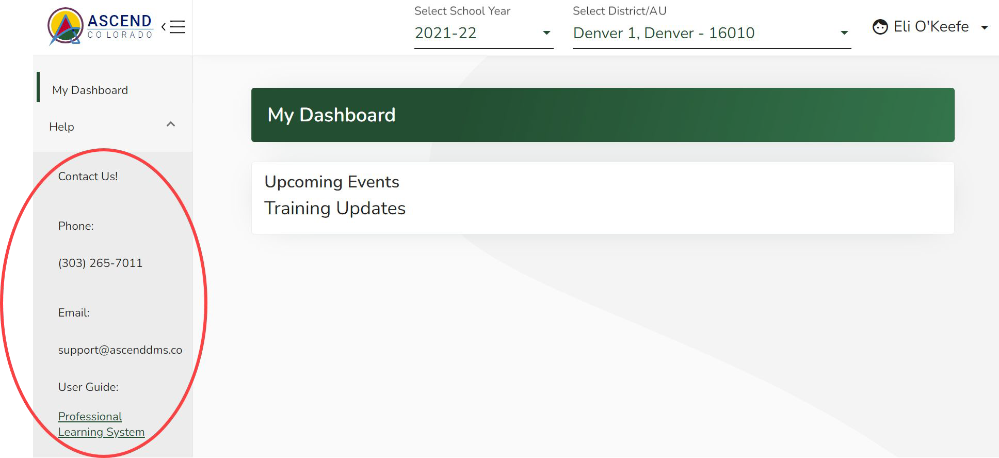 ASCEND
COLORADO
Select School Year
2021-22
Select District/AU
Denver 1, Denver - 16010
Eli O'Keefe
My Dashboard
Help
Contact Us!
Phone:
(303) 265-7011
Email:
support@ascenddms.co
User Guide:
Professional
Learning System
My Dashboard
Upcoming Events
Training Updates